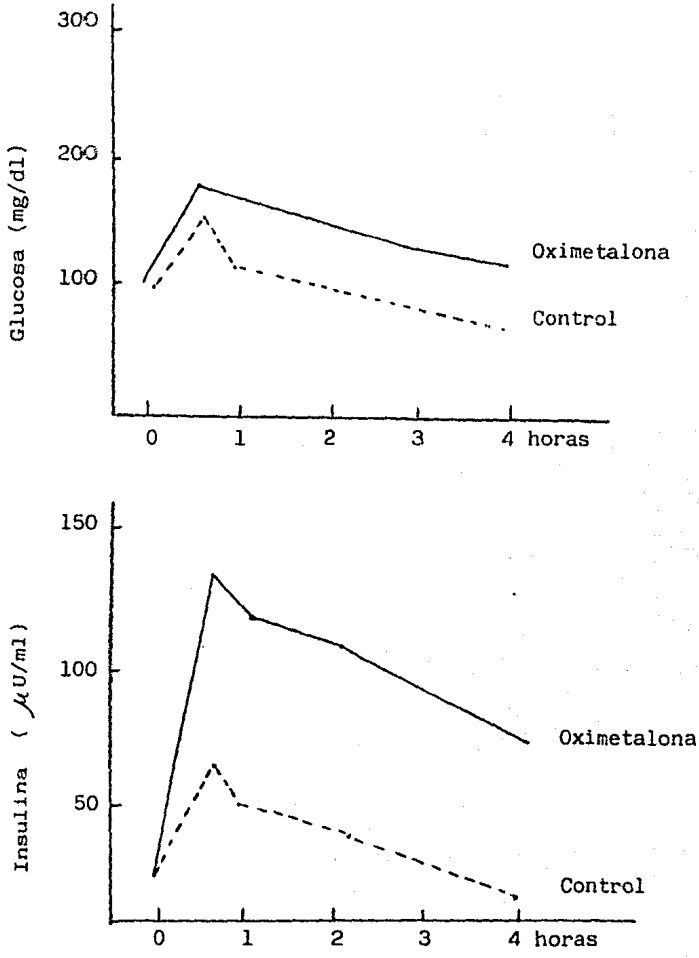 300
200
100
Glucosa (mg/dl)
Oximetalona
Control
0 1 2 3 4 horas
150
100
50
Insulina ( μU/ml)
Oximetalona
Control
0 1 2 3 4 horas